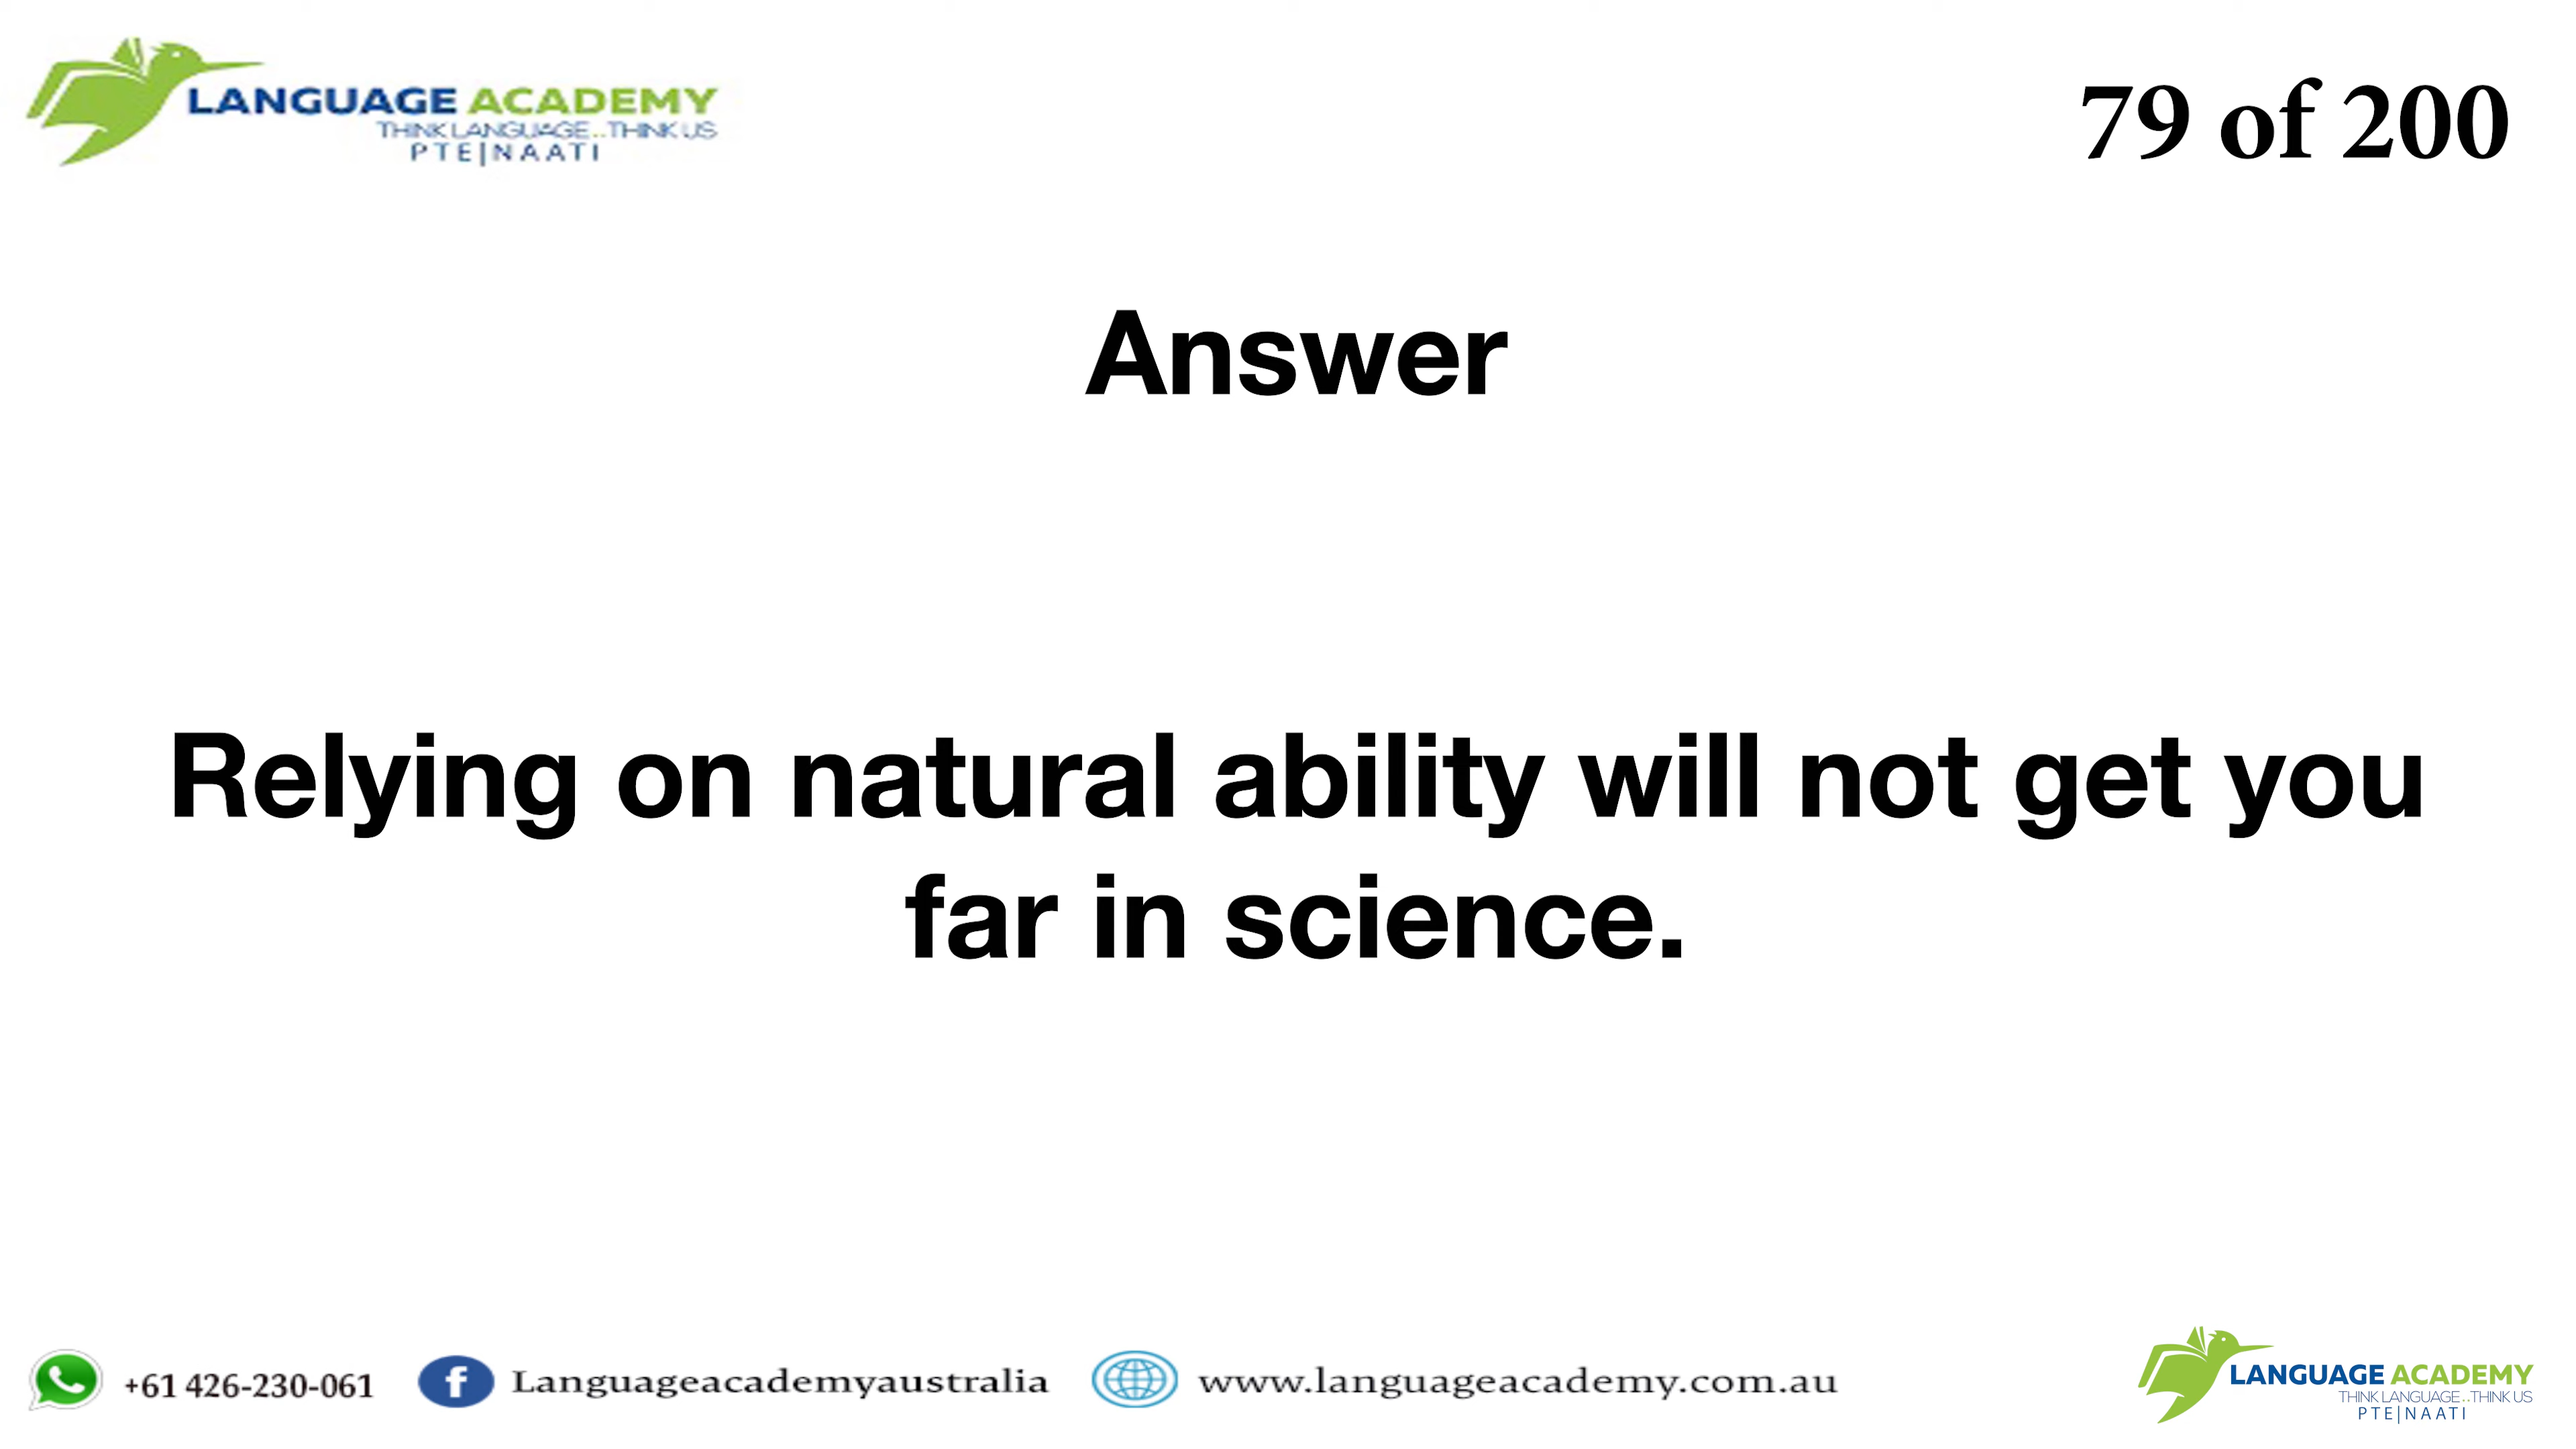 LANGUAGE ACADEMY
THINK LANGUAGE..THINK US
PTE|NAATI
79 of 200
Answer
Relying on natural ability will not get you
far in science.
+61 426-230-061
Languageacademyaustralia
www.languageacademy.com.au
LANGUAGE ACADEMY
THINK LANGUAGE..THINK US
PTE|NAATI